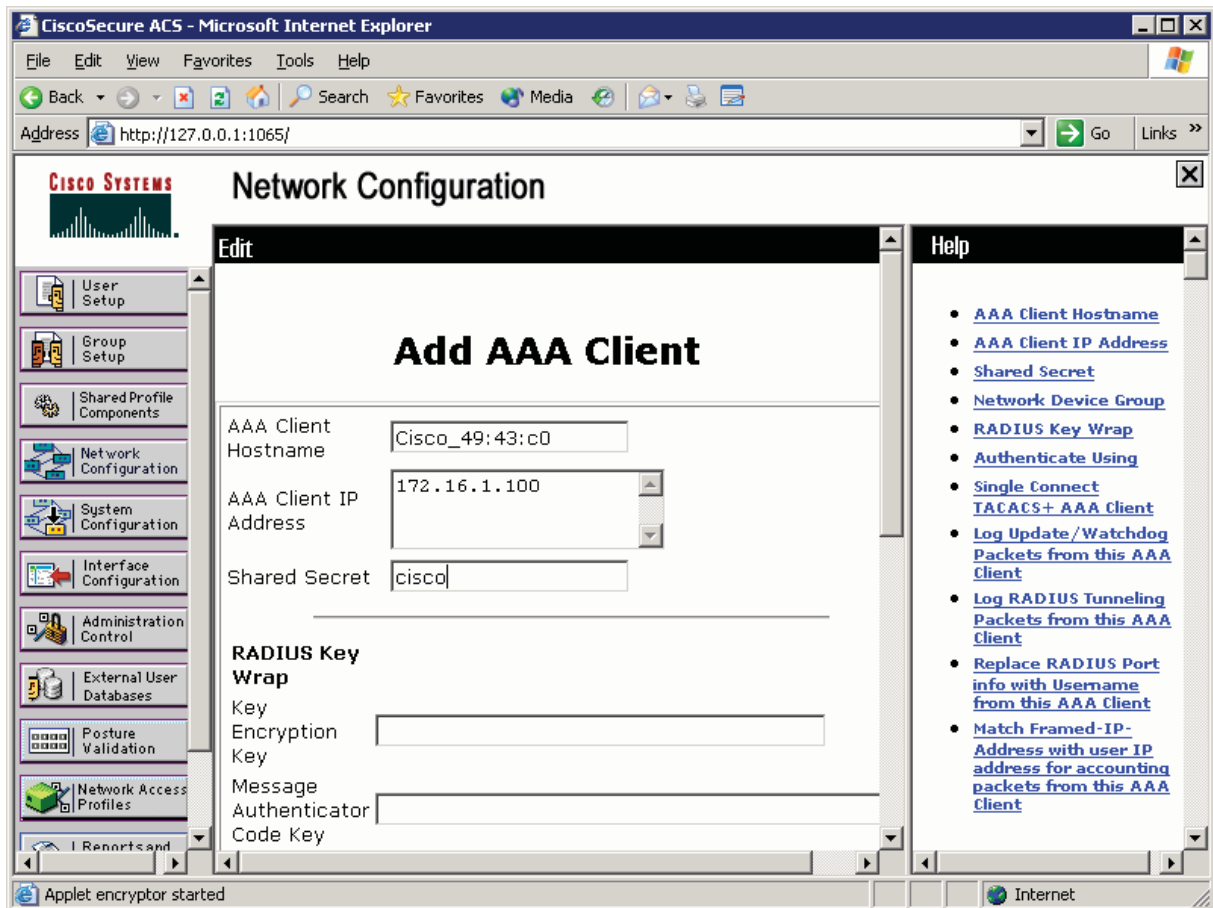 CiscoSecure ACS - Microsoft Internet Explorer
File Edit View Favorites Tools Help
Back Search Favorites Media
Address http://127.0.0.1:1065/ Go Links »
CISCO SYSTEMS
Network Configuration
User
Setup
Group
Setup
Shared Profile
Components
Network
Configuration
System
Configuration
Interface
Configuration
Administration
Control
External User
Databases
Posture
Validation
Network Access
Profiles
Reports and
Edit
Add AAA Client
AAA Client
Hostname
Cisco_49:43:c0
AAA Client IP
Address
172.16.1.100
Shared Secret
cisco
RADIUS Key
Wrap
Key
Encryption
Key
Message
Authenticator
Code Key
Help
AAA Client Hostname
AAA Client IP Address
Shared Secret
Network Device Group
RADIUS Key Wrap
Authenticate Using
Single Connect
TACACS+ AAA Client
Log Update/Watchdog
Packets from this AAA
Client
Log RADIUS Tunneling
Packets from this AAA
Client
Replace RADIUS Port
info with Username
from this AAA Client
Match Framed-IP-
Address with user IP
address for accounting
packets from this AAA
Client
Applet encryptor started
Internet